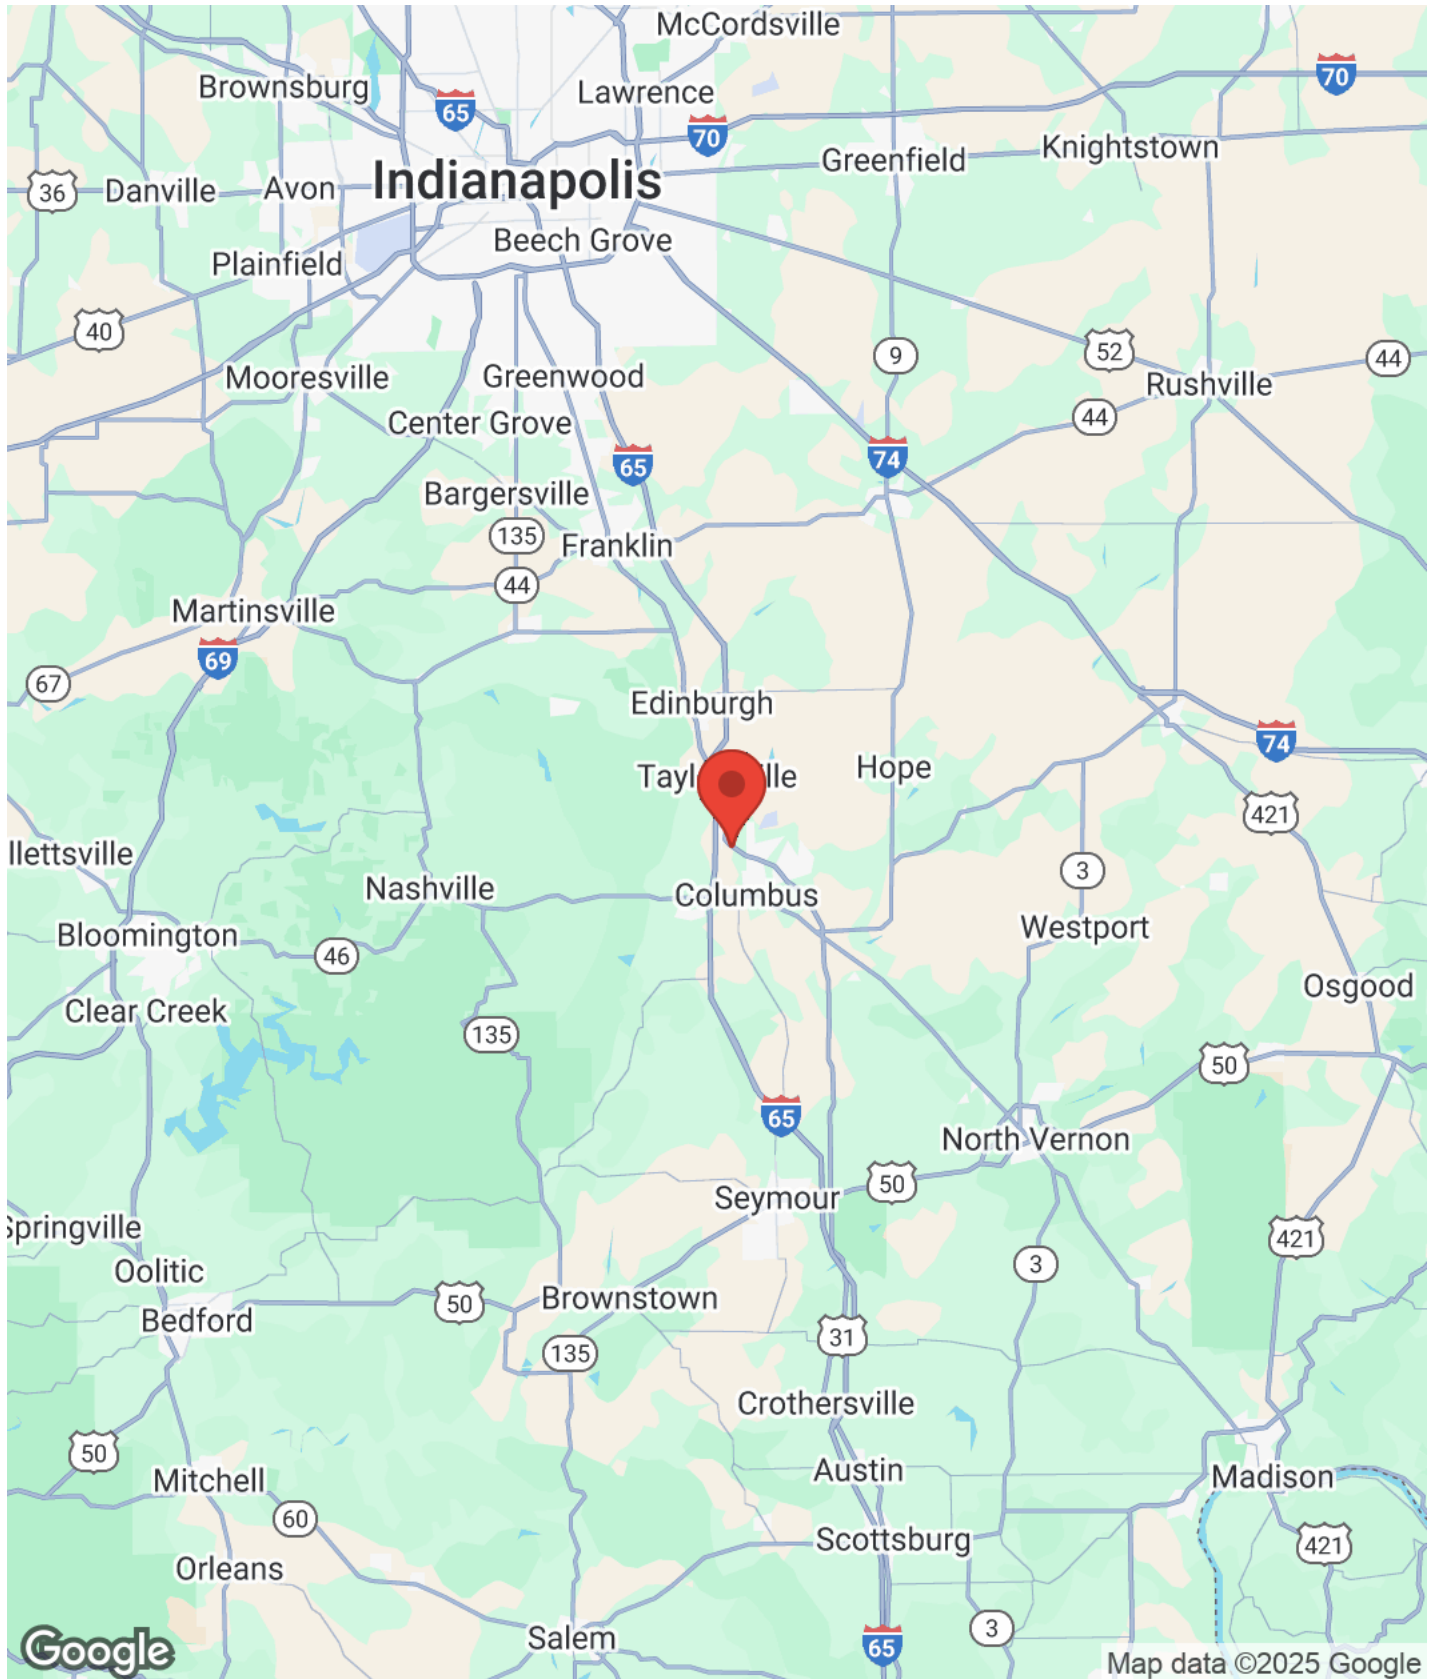 McCordsville
Brownsburg
Lawrence
65
70
70
Indianapolis
Greenfield
Knightstown
36
Danville
Avon
Beech Grove
Plainfield
40
9
52
44
Mooresville
Greenwood
Rushville
Center Grove
44
65
74
Bargersville
135
Franklin
44
Martinsville
69
67
Edinburgh
74
Hope
421
llettsville
3
Nashville
Columbus
Bloomington
46
Westport
Clear Creek
Osgood
135
50
65
North Vernon
50
Seymour
Springville
421
3
Oolitic
50
Brownstown
Bedford
31
135
Crothersville
50
Austin
Mitchell
Madison
60
Scottsburg
421
Orleans
3
Salem
65
Google
Map data ©2025 Google